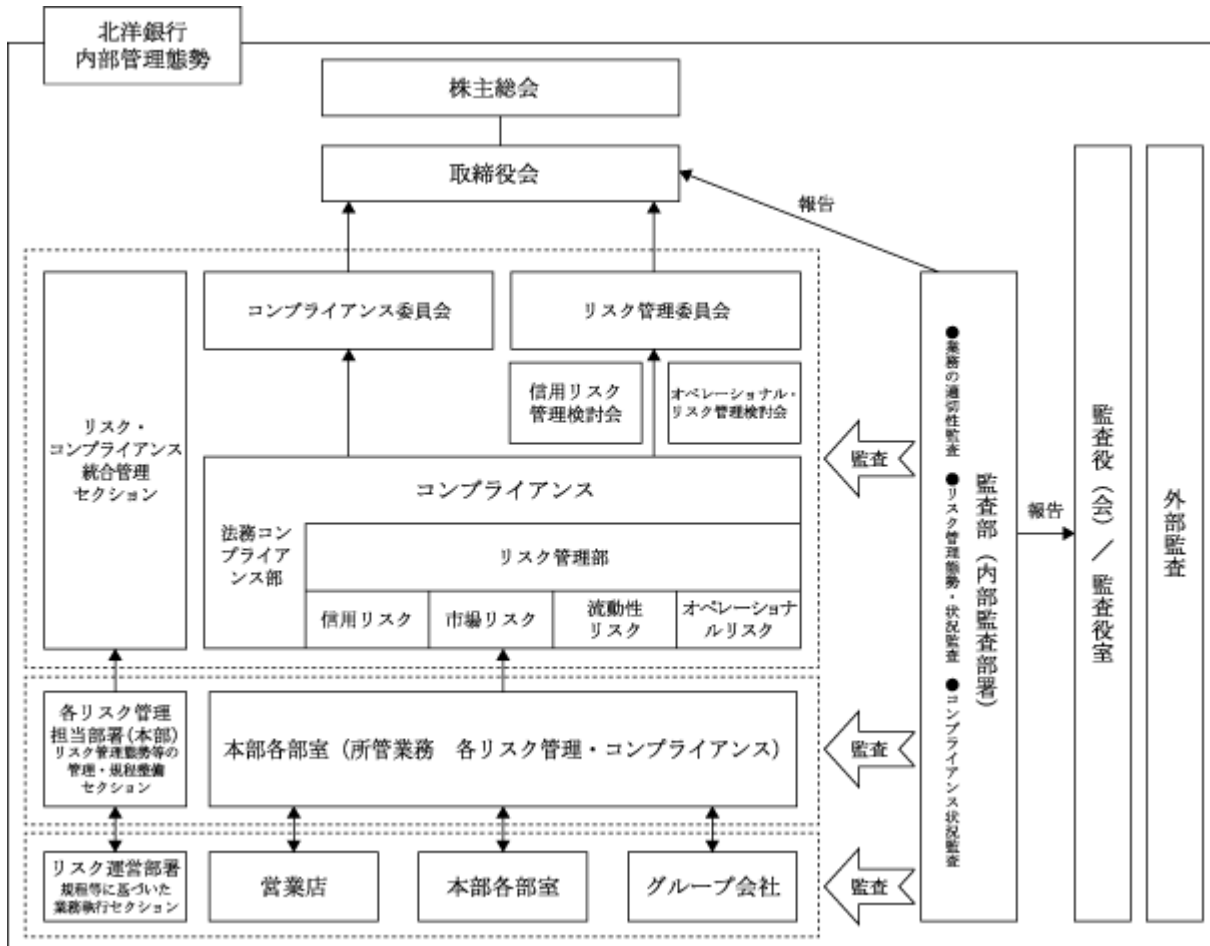 北洋銀行
内部管理態勢
株主総会
取締役会
報告
コンプライアンス委員会
リスク管理委員会
信用リスク
管理検討会
オペレーショナル・
リスク管理検討会
リスク・
コンプライアンス
統合管理
セクション
コンプライアンス
法務コン
プライア
ンス部
リスク管理部
信用リスク
市場リスク
流動性
リスク
オペレーショナ
ルリスク
監査
各リスク管理
担当部署(本部)
リスク管理態勢等の
管理・規程整備
セクション
本部各部室(所管業務 各リスク管理・コンプライアンス)
監査
リスク運営部署
規程等に基づいた
業務執行セクション
営業店
本部各部室
グループ会社
監査
●業務の適切性監査 ●リスク管理態勢・状況監査 ●コンプライアンス状況監査
監査部(内部監査部署)
報告
監査役(会)/監査役室
外部監査